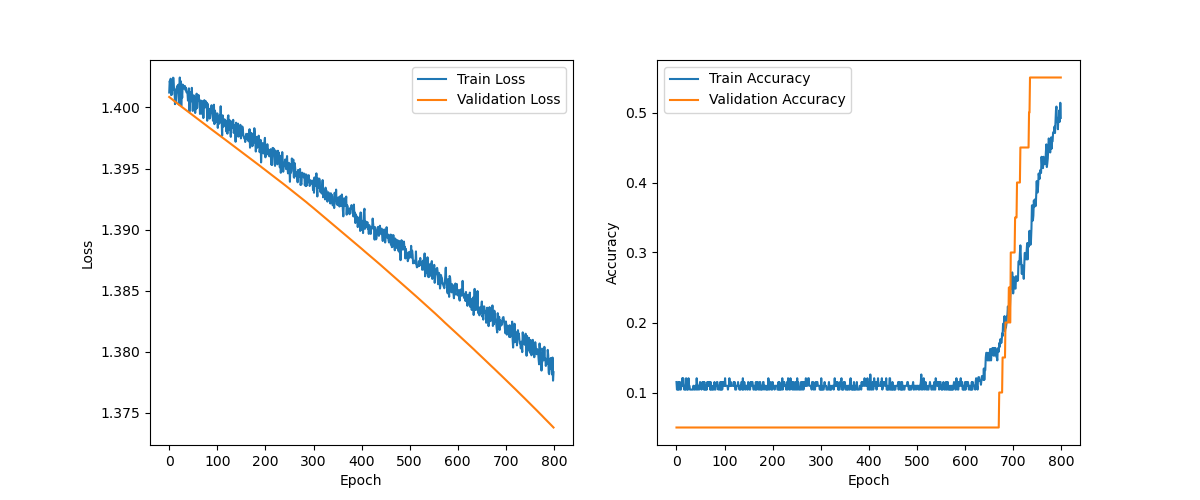 Train Loss
Validation Loss
1.400
1.395
1.390
1.385
1.380
1.375
Loss
0 100 200 300 400 500 600 700 800
Epoch
Train Accuracy
Validation Accuracy
0.5
0.4
0.3
0.2
0.1
Accuracy
0 100 200 300 400 500 600 700 800
Epoch